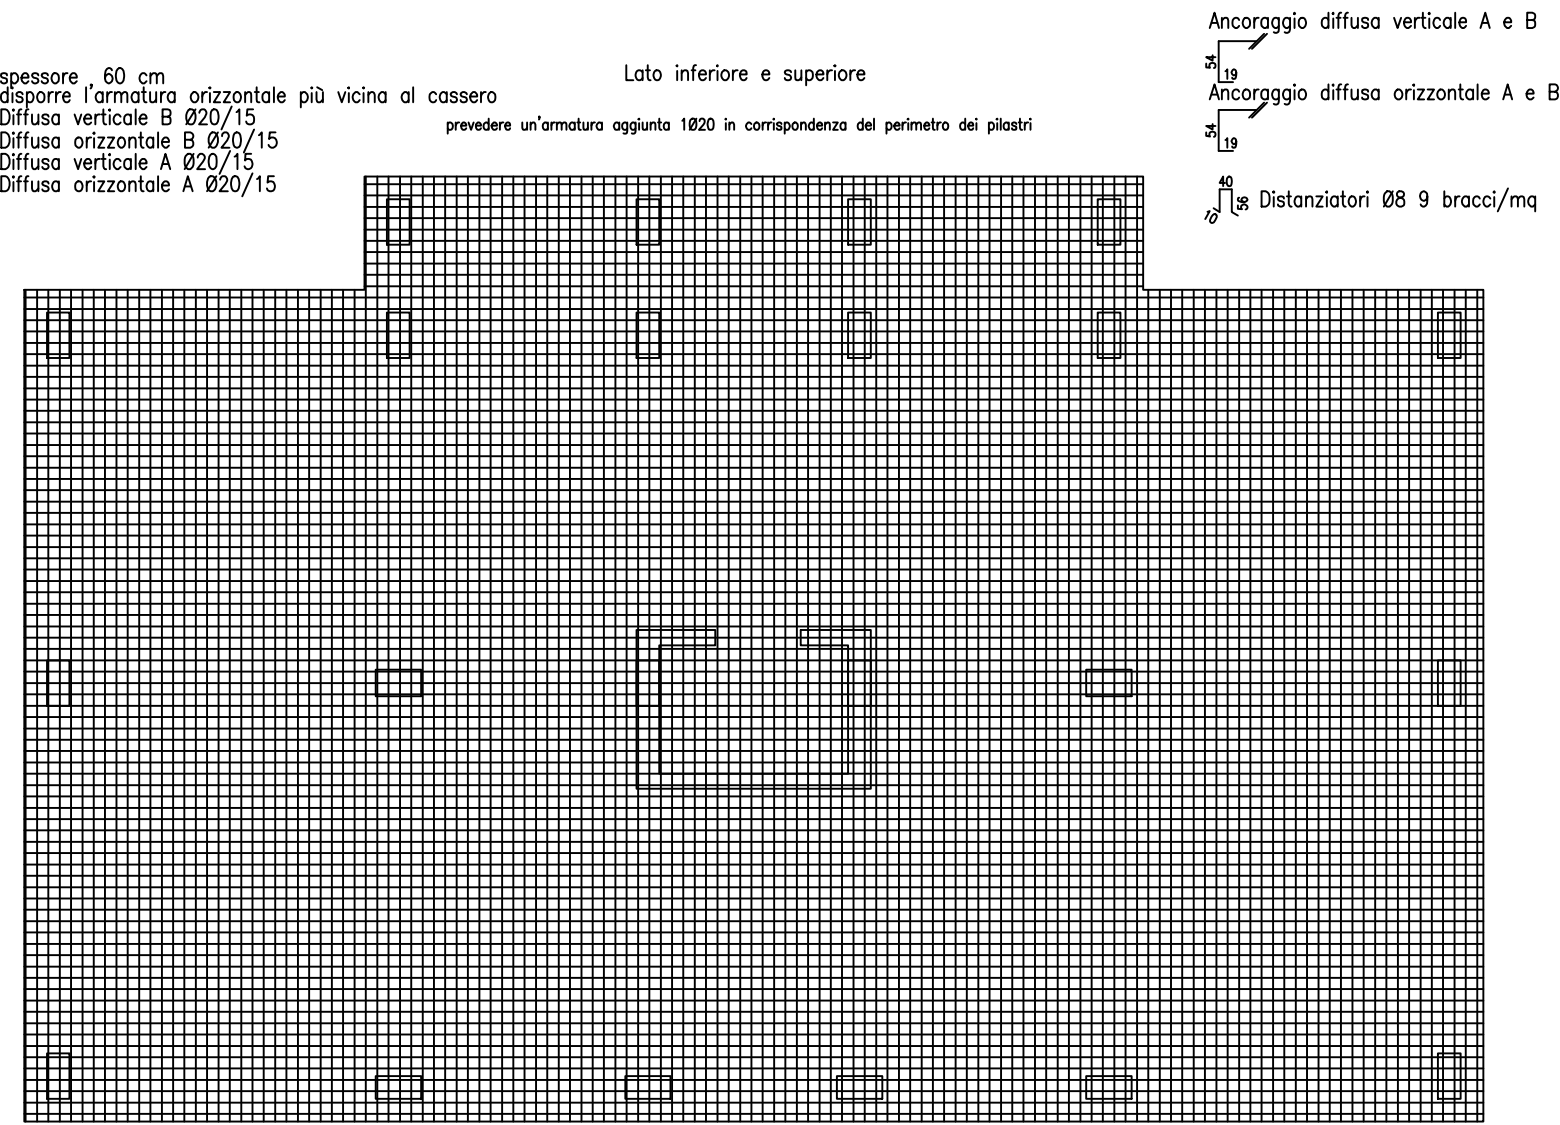 spessore 60 cm
disporre l'armatura orizzontale più vicina al cassero
Diffusa verticale B Ø20/15
Diffusa orizzontale B Ø20/15
Diffusa verticale A Ø20/15
Diffusa orizzontale A Ø20/15
Lato inferiore e superiore
prevedere un'armatura aggiunta 1Ø20 in corrispondenza del perimetro dei pilastri
Ancoraggio diffusa verticale A e B
54
19
Ancoraggio diffusa orizzontale A e B
54
19
40
10
56
Distanziatori Ø8 9 bracci/mq